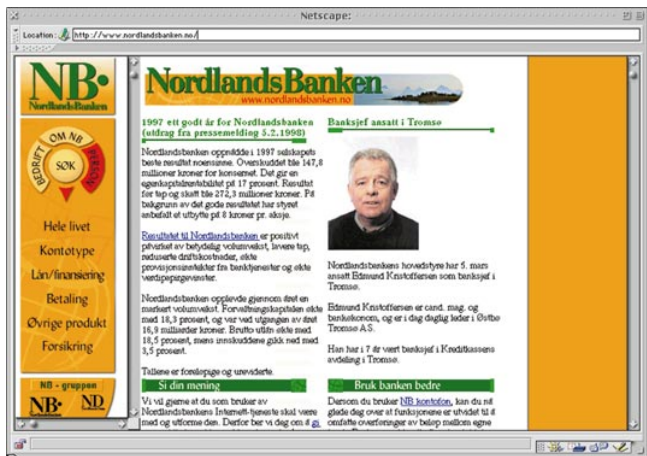 Netscape:
Location: http://www.nordlandsbanken.no/
NB
NordlandsBanken
BEDRIFT
OM NB
PERSON
SØK
Hele livet
Kontotype
Lån/finansiering
Betaling
Øvrige produkt
Forsikring
NB - gruppen
NB
ND
NordlandsBanken
www.nordlandsbanken.no
1997 ett godt år for Nordlandsbanken
(utdrag fra pressemelding 5.2.1998)
Nordlandsbanken oppnådde i 1997 selskapets
beste resultat noensinne. Overskuddet ble 147,8
millioner kroner for konsernet. Det gir en
egenkapitalrentabilitet på 17 prosent. Resultat
før tap og skatt ble 272,3 millioner kroner. På
bakgrunn av det gode resultatet har styret
anbefalt et utbytte på 8 kroner pr. aksje.
Resultatet til Nordlandsbanken er positivt
påvirket av betydelig volumvekst, lavere tap,
reduserte driftskostnader, økte
provisjonsinntekter fra banktjenester og økte
verdipapirgevinster.
Nordlandsbanken opplevde gjennom året en
markert volumvekst. Forvaltningskapitalen økte
med 18,3 prosent, og var ved utgangen av året
16,9 milliarder kroner. Brutto utlån økte med
18,5 prosent, mens innskuddene gikk ned med
3,5 prosent.
Tallene er foreløpige og ureviderte.
Si din mening
Vi vil gjerne at du som bruker av
Nordlandsbankens Internett-tjeneste skal være
med og utforme den. Derfor ber vi deg om å gi
Banksjef ansatt i Tromsø
Nordlandsbankens hovedstyre har 5. mars
ansatt Edmund Kristoffersen som banksjef i
Tromsø.
Edmund Kristoffersen er cand. mag. og
bankøkonom, og er i dag daglig leder i Østbø
Tromsø AS.
Han har i 7 år vært banksjef i Kreditkassens
avdeling i Tromsø.
Bruk banken bedre
Dersom du bruker NB kontofon, kan du nå
glede deg over at funksjonene er utvidet til å
omfatte overføringer av beløp mellom egne